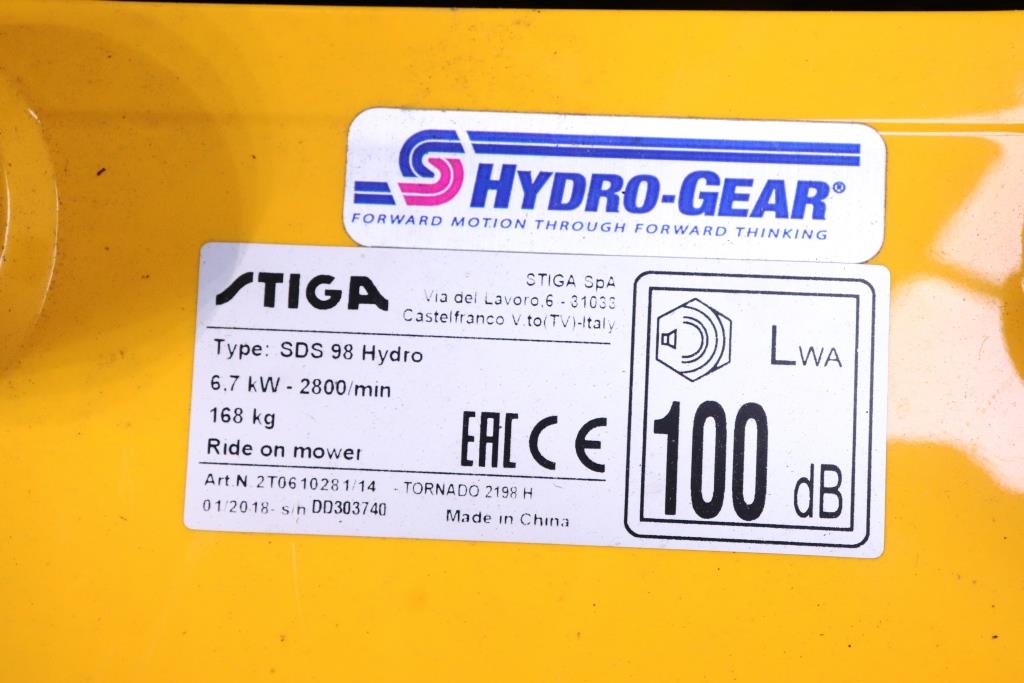 HYDRO-GEAR®
FORWARD MOTION THROUGH FORWARD THINKING
STIGA
STIGA SpA
Via del Lavoro,6 - 31033
Castelfranco V.to(TV)-Italy
Type: SDS 98 Hydro
6.7 kW - 2800/min
168 kg
Ride on mower
EAC CE
Art.N. 2T0610281/14 - TORNADO 2198 H
01/2018- s/n DD303740 Made in China
LWA
100 dB